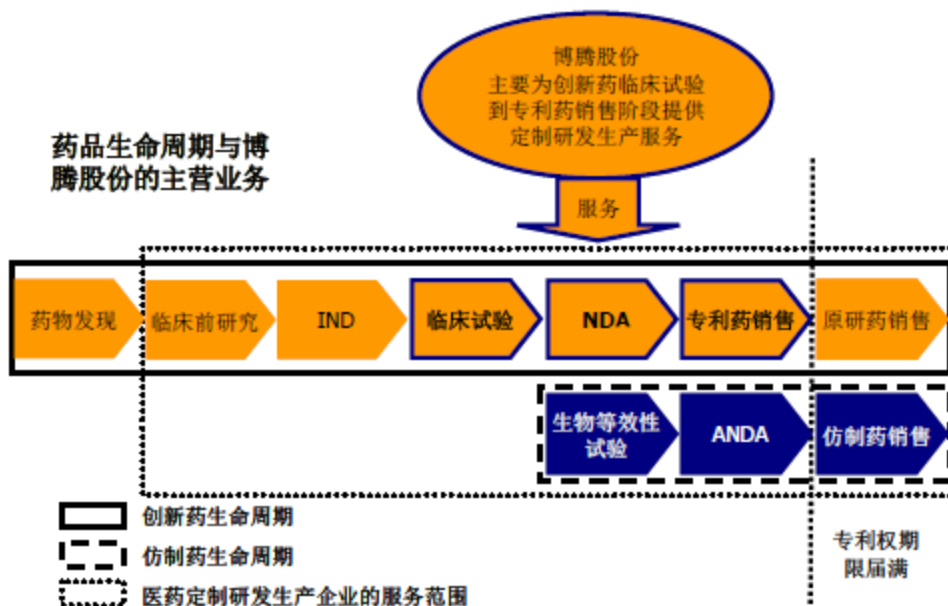 博腾股份
主要为创新药临床试验
到专利药销售阶段提供
定制研发生产服务
药品生命周期与博
腾股份的主营业务
服务
药物发现
临床前研究
IND
临床试验
NDA
专利药销售
原研药销售
生物等效性
试验
ANDA
仿制药销售
创新药生命周期
仿制药生命周期
医药定制研发生产企业的服务范围
专利权期
限届满